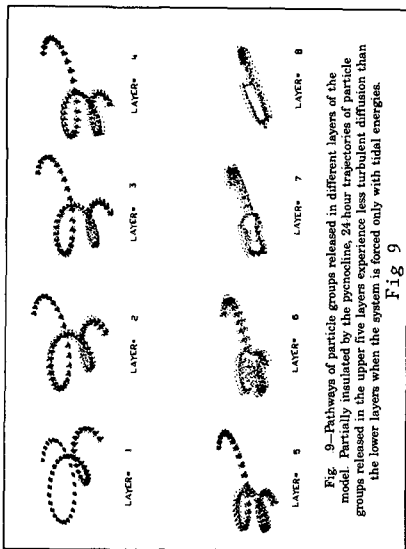 LAYER= 1
LAYER= 2
LAYER= 3
LAYER= 4
LAYER= 5
LAYER= 6
LAYER= 7
LAYER= 8
Fig. 9—Pathways of particle groups released in different layers of the
model. Partially insulated by the pycnocline, 24-hour trajectories of particle
groups released in the upper five layers experience less turbulent diffusion than
the lower layers when the system is forced only with tidal energies.
Fig 9